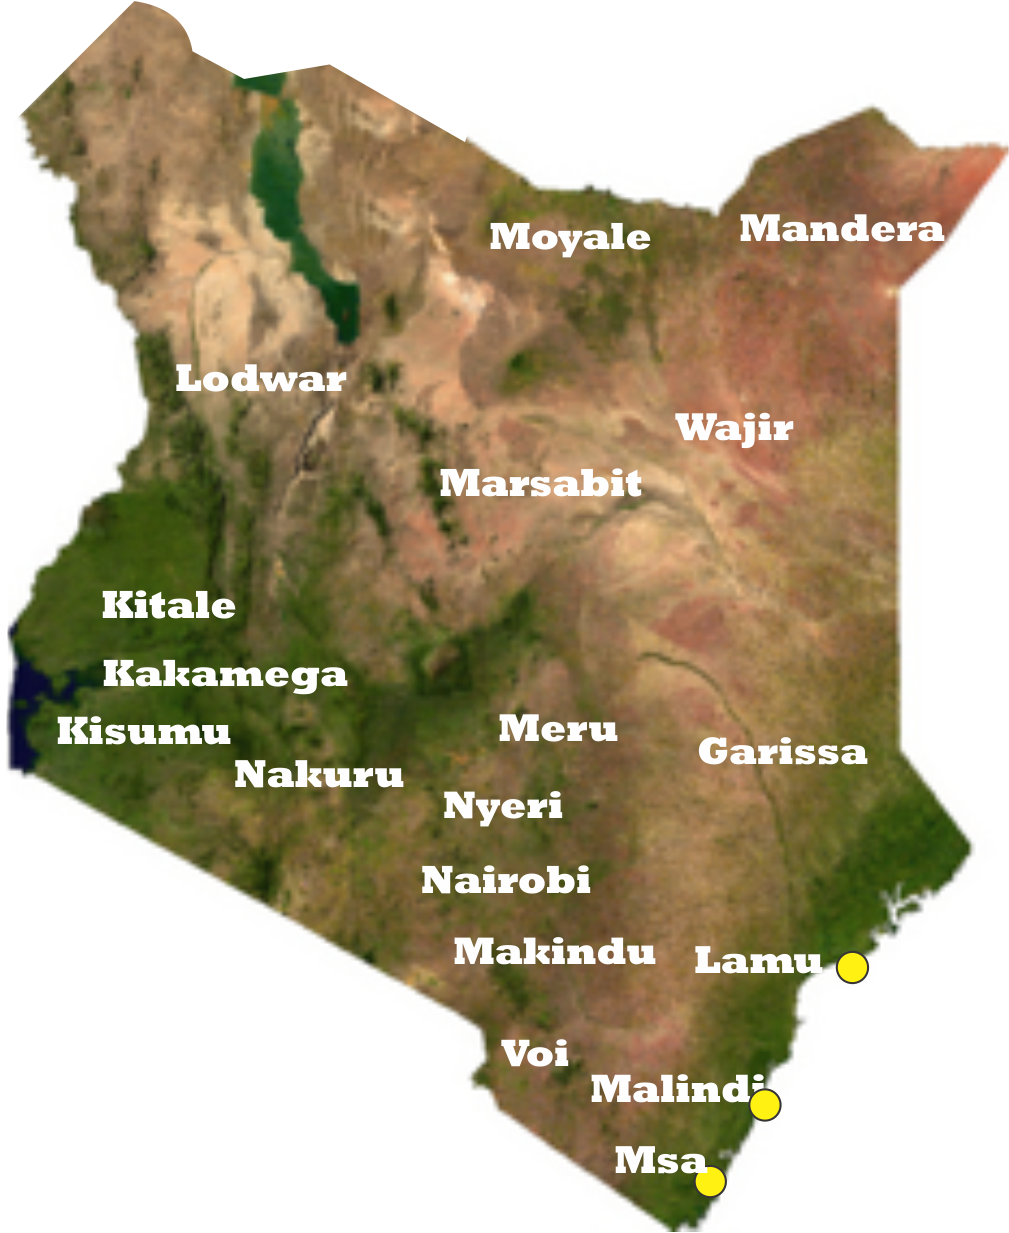 Moyale
Mandera
Lodwar
Wajir
Marsabit
Kitale
Kakamega
Kisumu
Meru
Garissa
Nakuru
Nyeri
Nairobi
Makindu
Lamu
Voi
Malindi
Msa